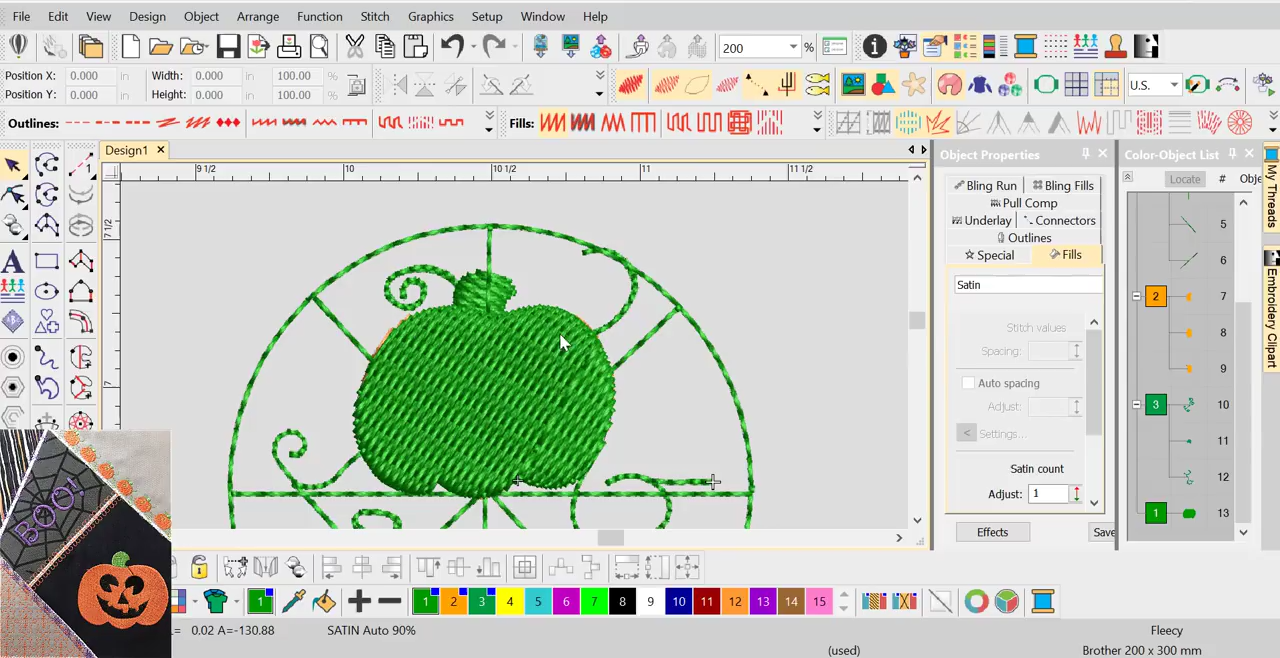 File Edit View Design Object Arrange Function Stitch Graphics Setup Window Help
200 %
Position X: 0.000 in Width: 0.000 in 100.00 %
Position Y: 0.000 in Height: 0.000 in 100.00 %
U.S.
Outlines: Fills:
Design1
9 1/2 10 10 1/2 11 11 1/2
7 1/2
7
Object Properties
Bling Run Bling Fills
Pull Comp
Underlay Connectors
Outlines
Special Fills
Satin
Stitch values
Spacing:
Auto spacing
Adjust:
< Settings...
Satin count
Adjust: 1
Effects Save
Color-Object List
Locate # Obje
5
6
2 7
8
9
3 10
11
12
1 13
My Threads
Embroidery Clipart
BOO!
1 1 2 3 4 5 6 7 8 9 10 11 12 13 14 15
L= 0.02 A=-130.88 SATIN Auto 90% Fleecy
(used) Brother 200 x 300 mm